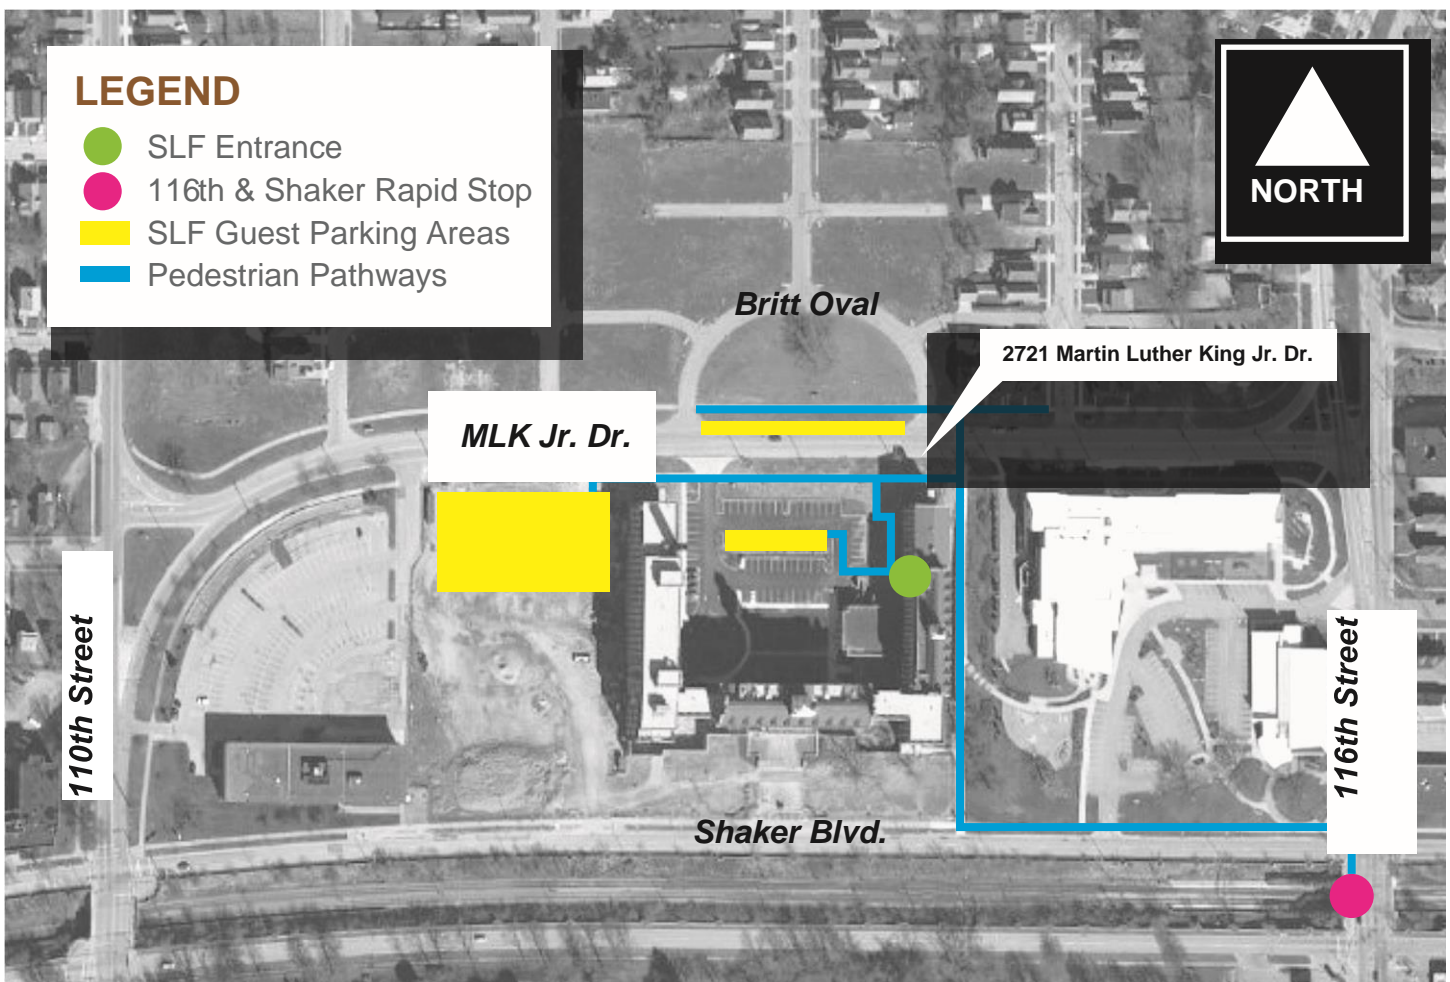 LEGEND
SLF Entrance
116th & Shaker Rapid Stop
SLF Guest Parking Areas
Pedestrian Pathways
NORTH
Britt Oval
2721 Martin Luther King Jr. Dr.
MLK Jr. Dr.
110th Street
116th Street
Shaker Blvd.